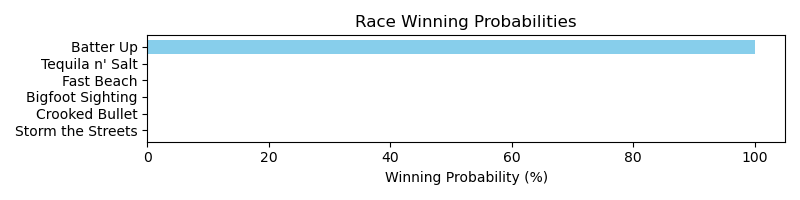 Race Winning Probabilities
Batter Up
Tequila n' Salt
Fast Beach
Bigfoot Sighting
Crooked Bullet
Storm the Streets
0 20 40 60 80 100
Winning Probability (%)